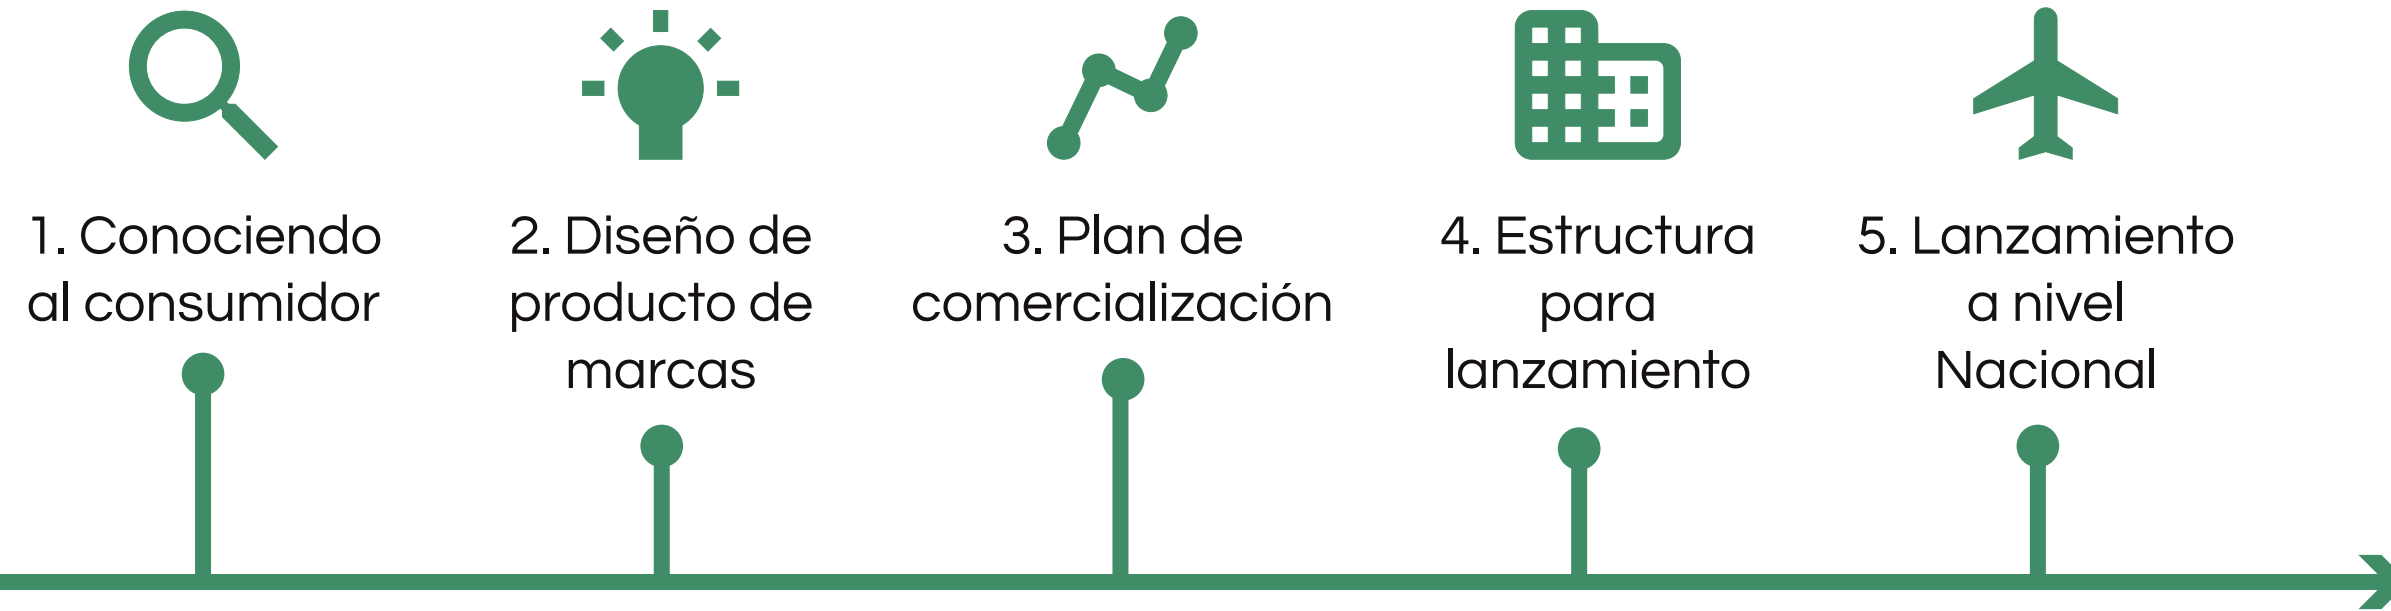 1. Conociendo
al consumidor
2. Diseño de
producto de
marcas
3. Plan de
comercialización
4. Estructura
para
lanzamiento
5. Lanzamiento
a nivel
Nacional